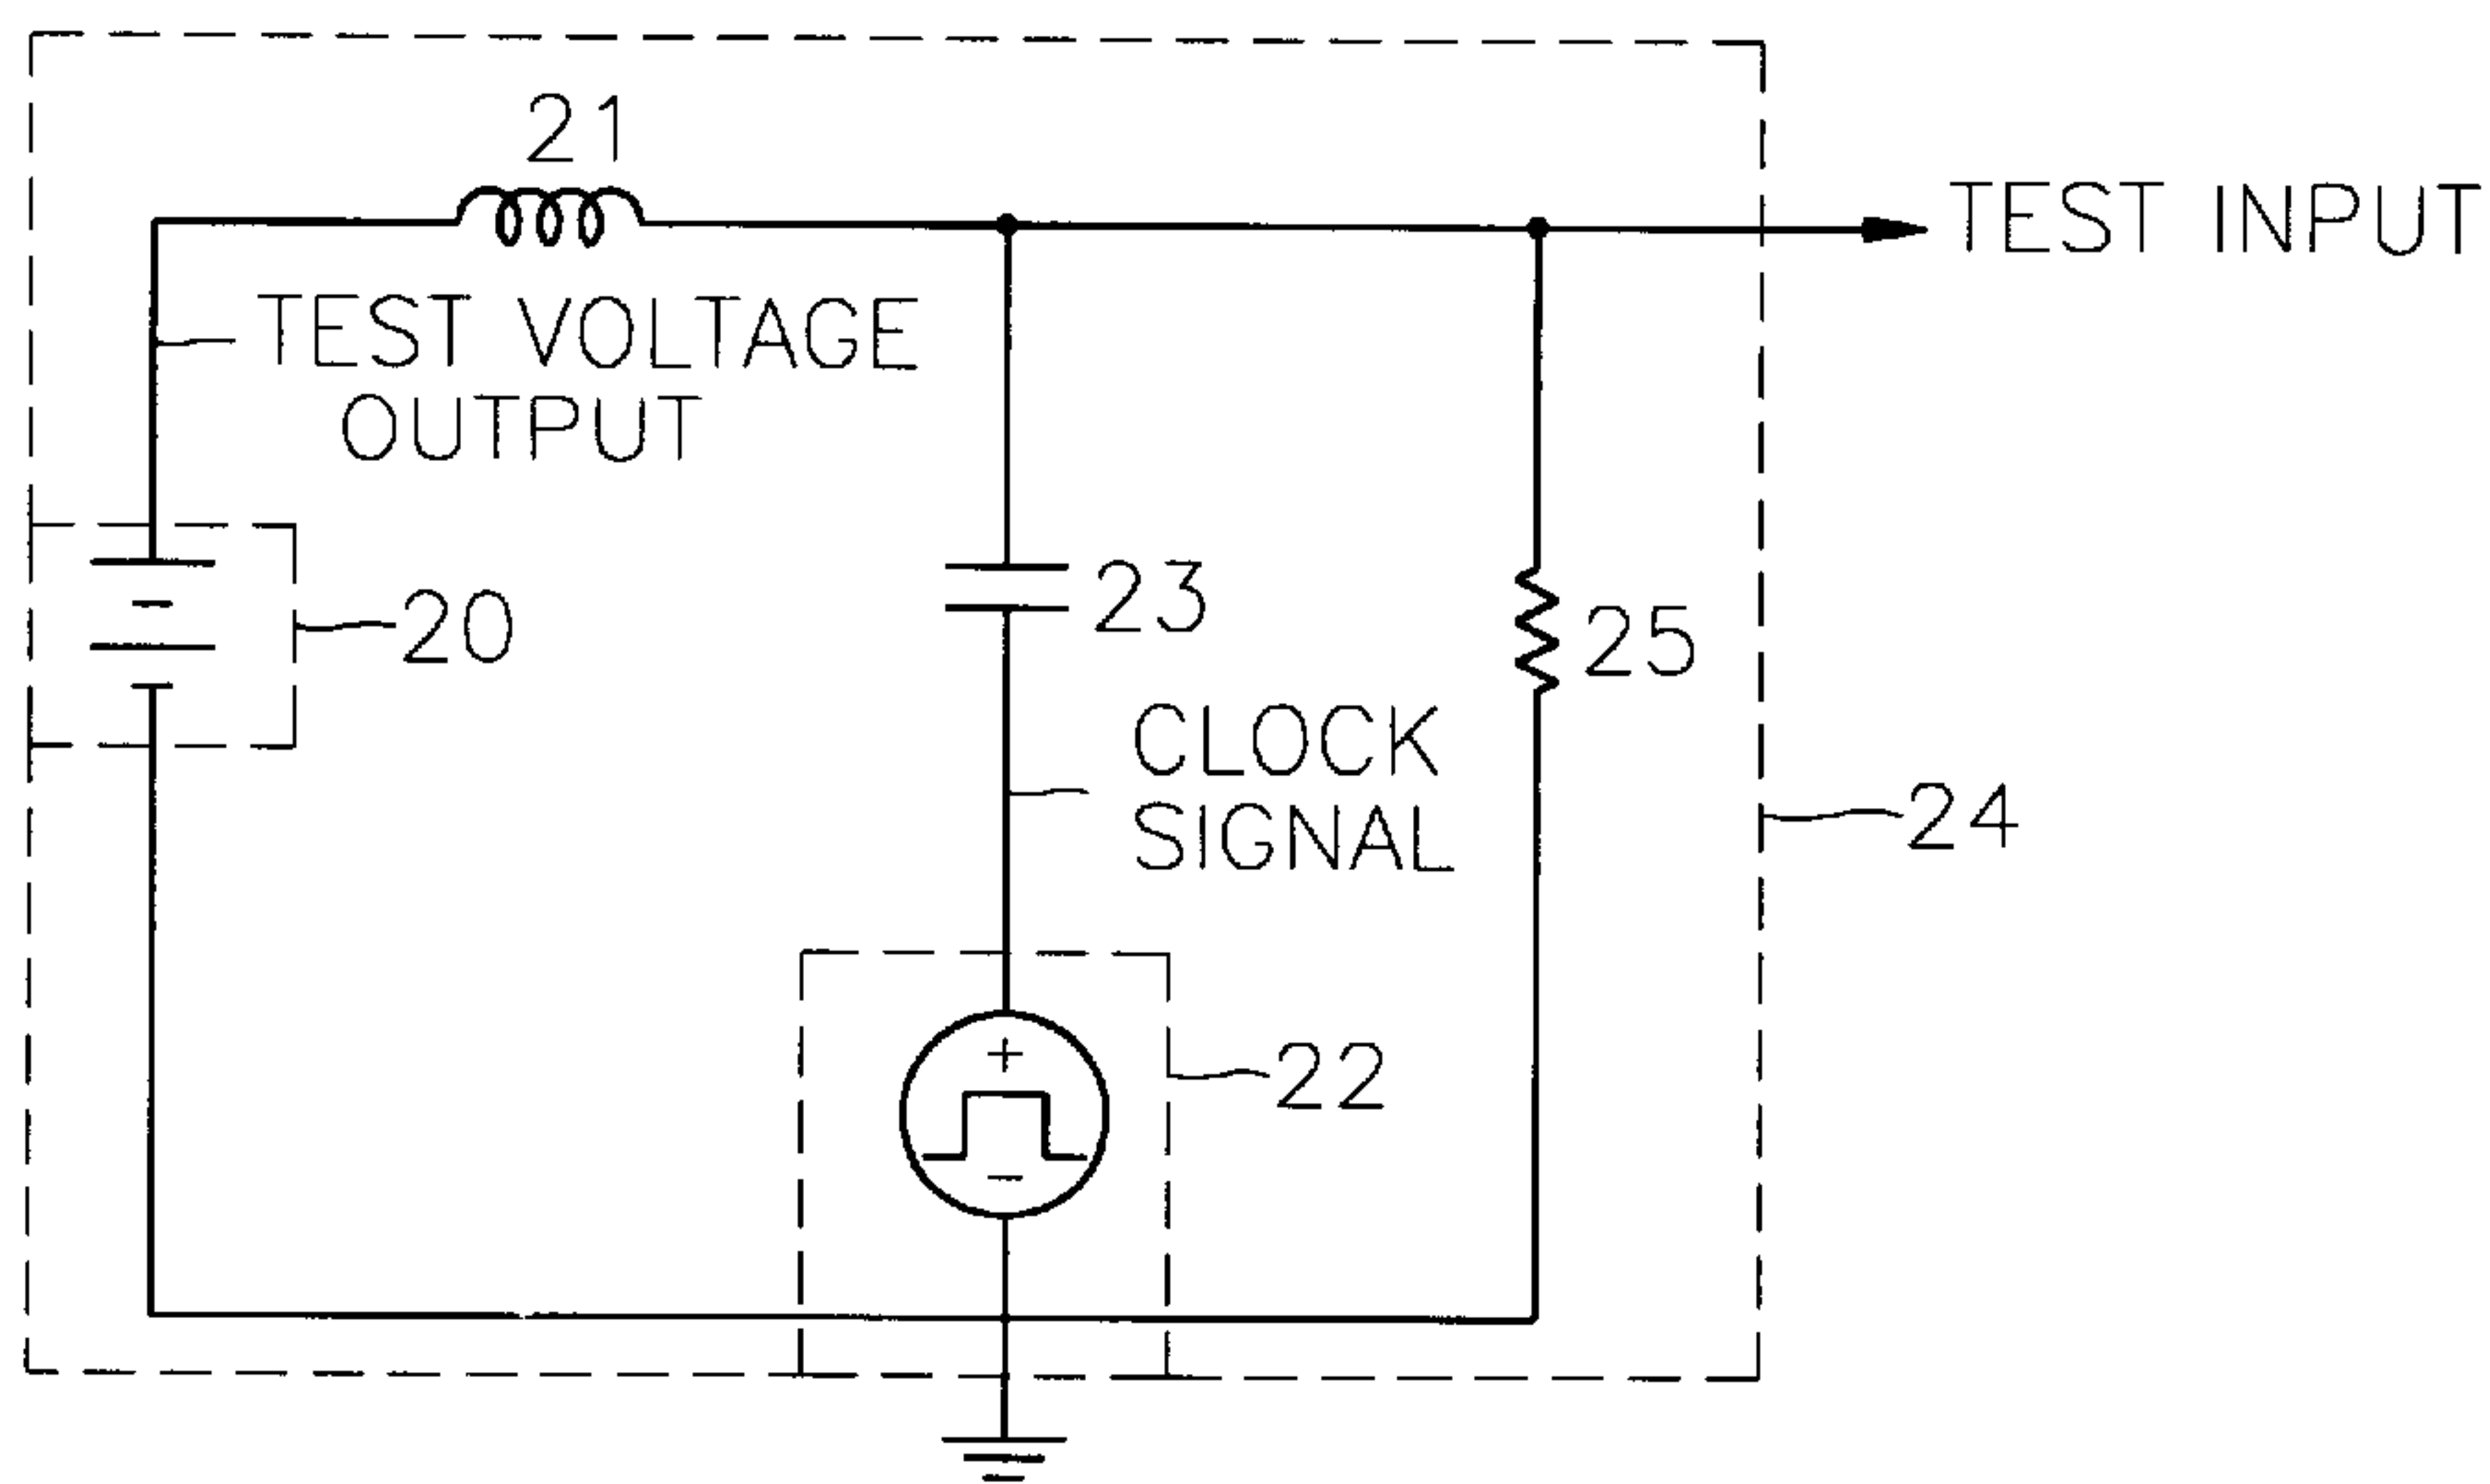 21
TEST INPUT
TEST VOLTAGE
OUTPUT
20
23
25
CLOCK
SIGNAL
24
22
+
−